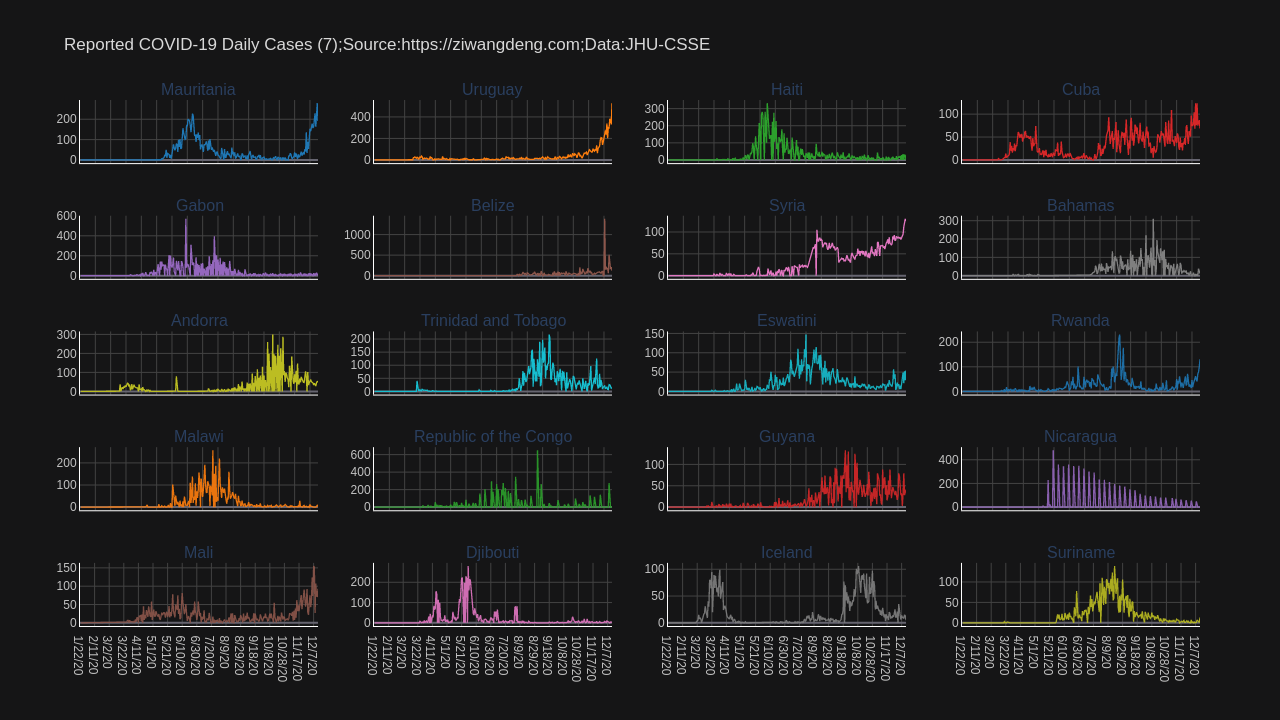 Reported COVID-19 Daily Cases (7);Source:https://ziwangdeng.com;Data:JHU-CSSE
Mauritania Uruguay Haiti Cuba
200 100 0 400 200 0 300 200 100 0 100 50 0
Gabon Belize Syria Bahamas
600 400 200 0 1000 500 0 100 50 0 300 200 100 0
Andorra Trinidad and Tobago Eswatini Rwanda
300 200 100 0 200 150 100 50 0 150 100 50 0 200 100 0
Malawi Republic of the Congo Guyana Nicaragua
200 100 0 600 400 200 0 100 50 0 400 200 0
Mali Djibouti Iceland Suriname
150 100 50 0 200 100 0 100 50 0 100 50 0
1/22/20 2/11/20 3/2/20 3/22/20 4/11/20 5/1/20 5/21/20 6/10/20 6/30/20 7/20/20 8/9/20 8/29/20 9/18/20 10/8/20 10/28/20 11/17/20 12/7/20
1/22/20 2/11/20 3/2/20 3/22/20 4/11/20 5/1/20 5/21/20 6/10/20 6/30/20 7/20/20 8/9/20 8/29/20 9/18/20 10/8/20 10/28/20 11/17/20 12/7/20
1/22/20 2/11/20 3/2/20 3/22/20 4/11/20 5/1/20 5/21/20 6/10/20 6/30/20 7/20/20 8/9/20 8/29/20 9/18/20 10/8/20 10/28/20 11/17/20 12/7/20
1/22/20 2/11/20 3/2/20 3/22/20 4/11/20 5/1/20 5/21/20 6/10/20 6/30/20 7/20/20 8/9/20 8/29/20 9/18/20 10/8/20 10/28/20 11/17/20 12/7/20